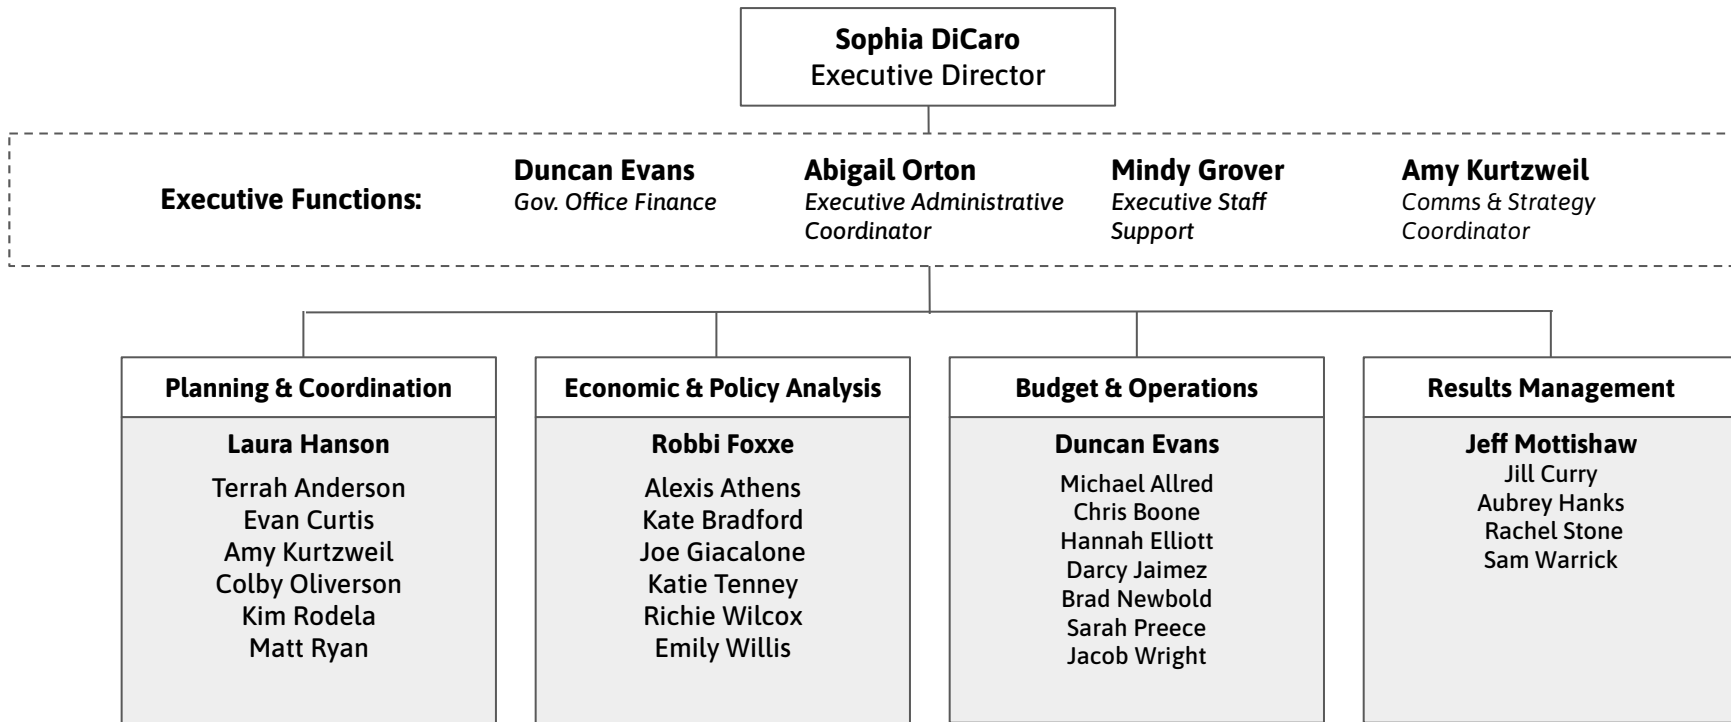 Sophia DiCaro
Executive Director
Executive Functions:
Duncan Evans
Gov. Office Finance
Abigail Orton
Executive Administrative
Coordinator
Mindy Grover
Executive Staff
Support
Amy Kurtzweil
Comms & Strategy
Coordinator
Planning & Coordination
Laura Hanson
Terrah Anderson
Evan Curtis
Amy Kurtzweil
Colby Oliverson
Kim Rodela
Matt Ryan
Economic & Policy Analysis
Robbi Foxxe
Alexis Athens
Kate Bradford
Joe Giacalone
Katie Tenney
Richie Wilcox
Emily Willis
Budget & Operations
Duncan Evans
Michael Allred
Chris Boone
Hannah Elliott
Darcy Jaimez
Brad Newbold
Sarah Preece
Jacob Wright
Results Management
Jeff Mottishaw
Jill Curry
Aubrey Hanks
Rachel Stone
Sam Warrick